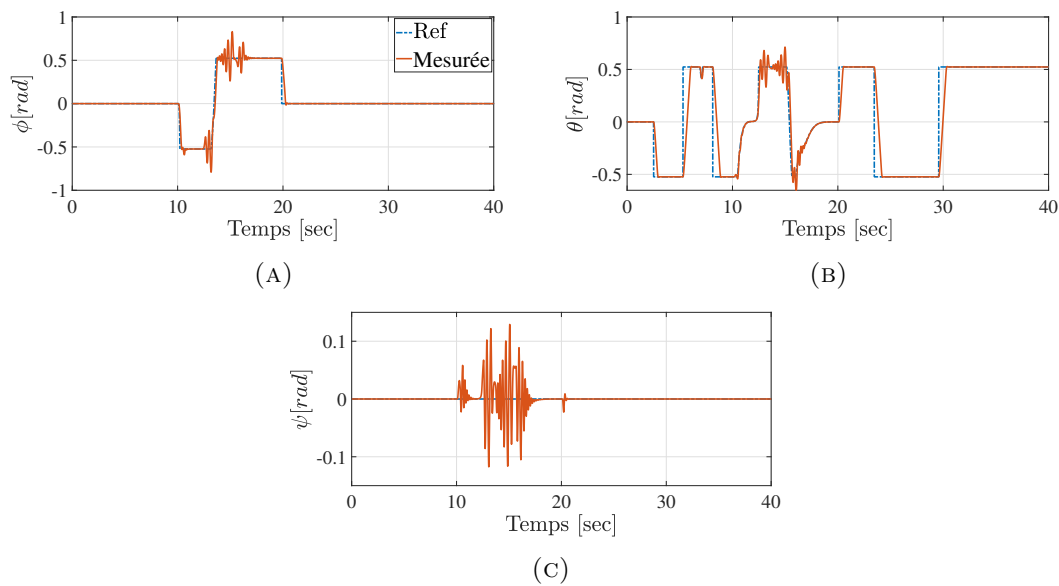 1
0.5
0
-0.5
-1
ϕ[rad]
0 10 20 30 40
Temps [sec]
Ref
Mesurée
(A)
1
0.5
0
-0.5
θ[rad]
0 10 20 30 40
Temps [sec]
(B)
0.1
0
-0.1
ψ[rad]
0 10 20 30 40
Temps [sec]
(C)